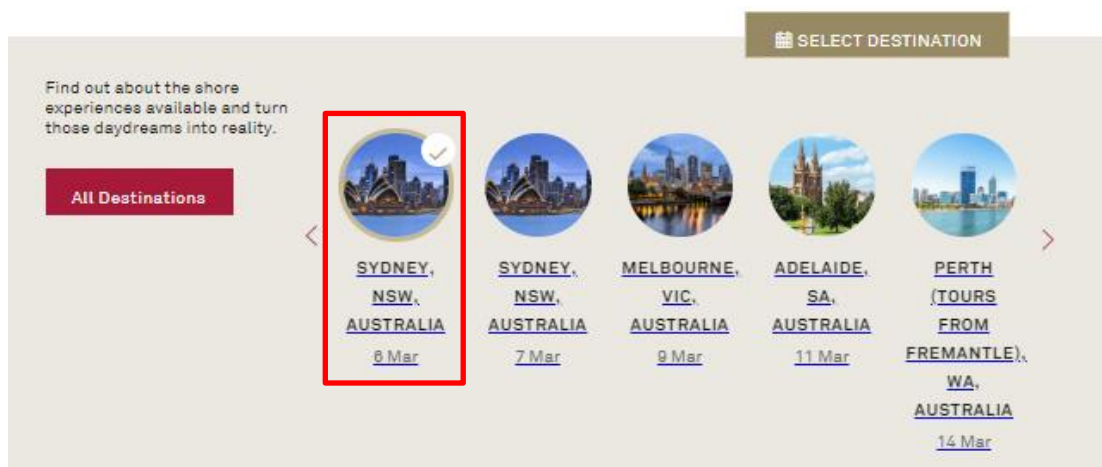 SELECT DESTINATION
Find out about the shore
experiences available and turn
those daydreams into reality.
All Destinations
SYDNEY,
NSW,
AUSTRALIA
6 Mar
SYDNEY,
NSW,
AUSTRALIA
7 Mar
MELBOURNE,
VIC,
AUSTRALIA
9 Mar
ADELAIDE,
SA,
AUSTRALIA
11 Mar
PERTH
(TOURS
FROM
FREMANTLE),
WA,
AUSTRALIA
14 Mar